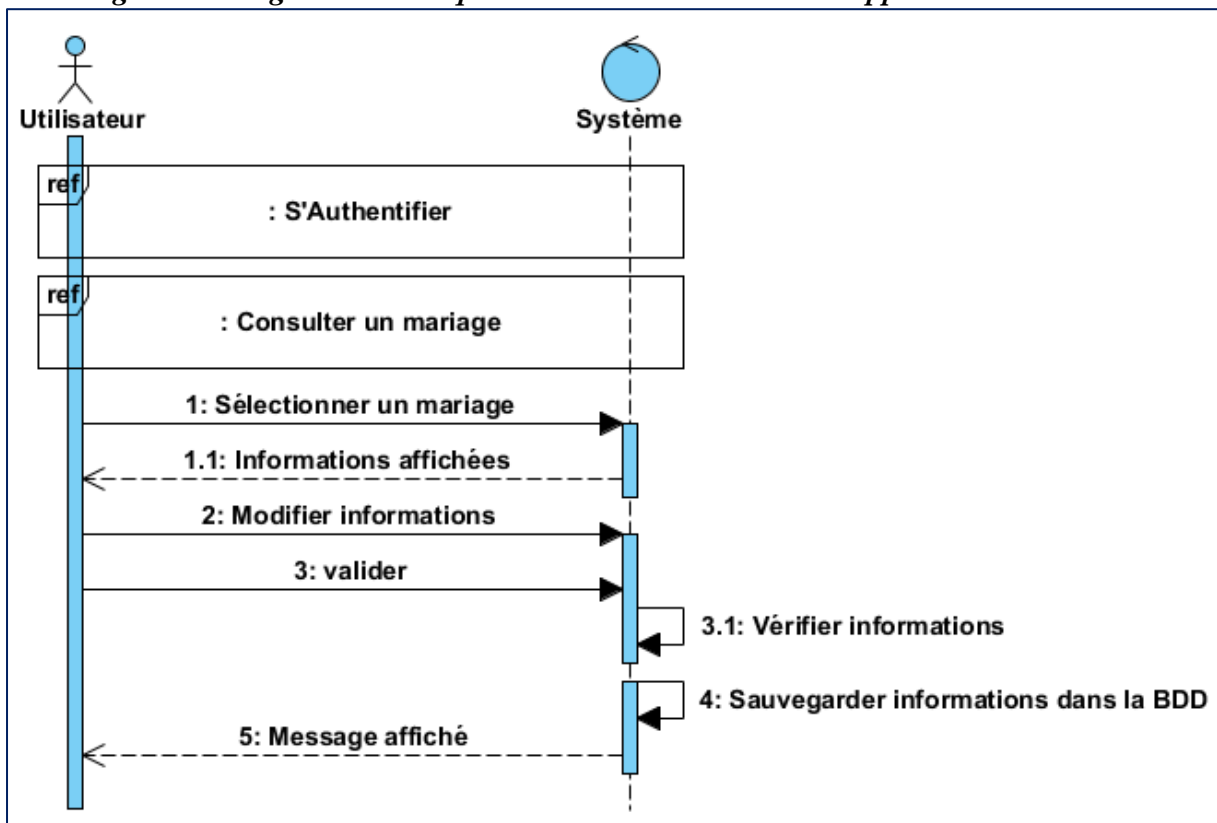 Utilisateur
Système
ref
: S'Authentifier
ref
: Consulter un mariage
1: Sélectionner un mariage
1.1: Informations affichées
2: Modifier informations
3: valider
3.1: Vérifier informations
4: Sauvegarder informations dans la BDD
5: Message affiché